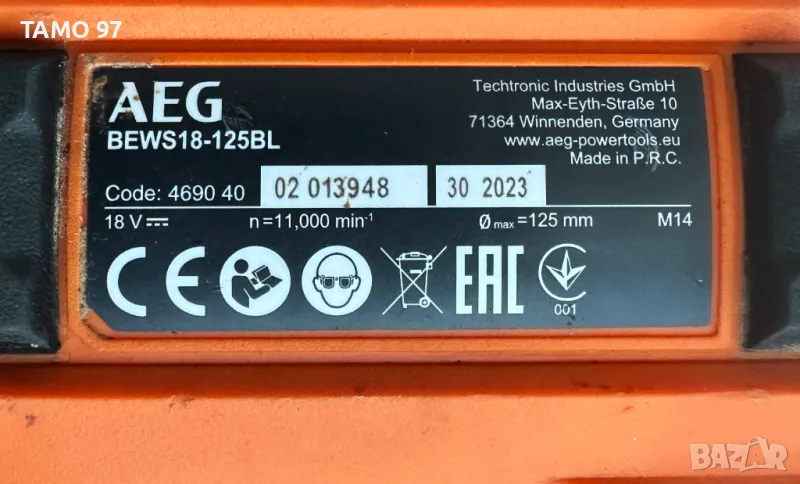 TAMO 97
AEG
BEWS18-125BL
Techtronic Industries GmbH
Max-Eyth-Straße 10
71364 Winnenden, Germany
www.aeg-powertools.eu
Made in P.R.C.
Code: 4690 40 02 013948 30 2023
18 V n=11,000 min-1 Ø max=125 mm M14
CE EAC
001
BAZAR